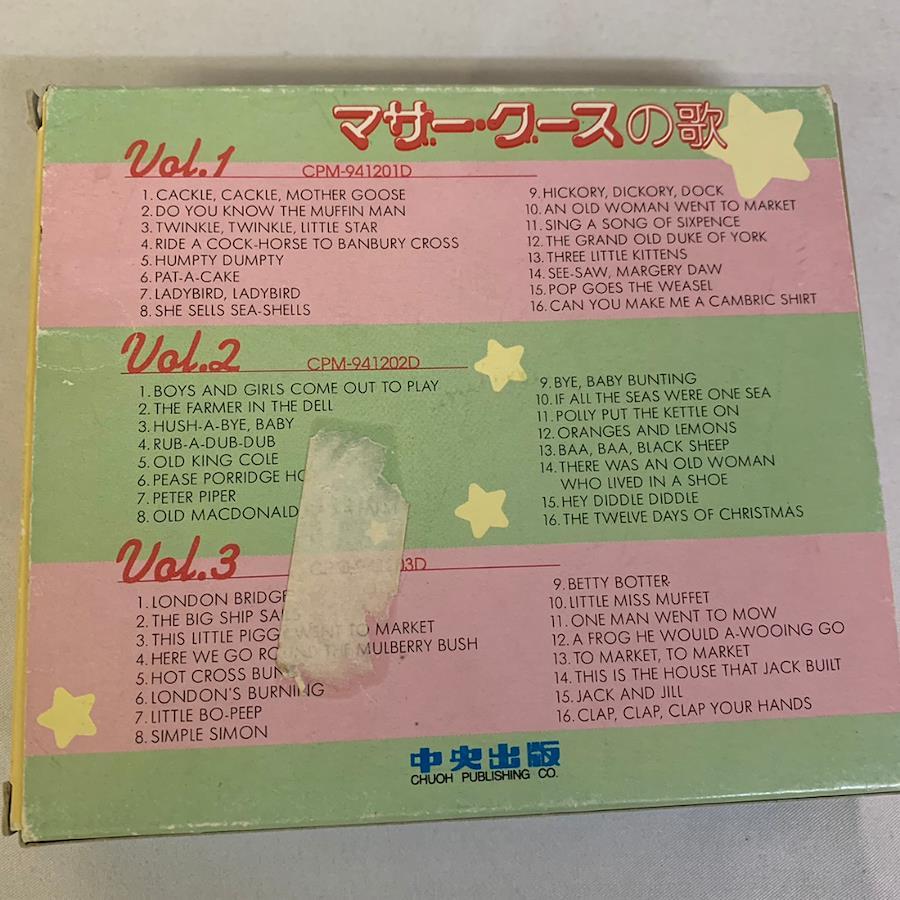 マザー・グースの歌
Vol.1 CPM-941201D
1. CACKLE, CACKLE, MOTHER GOOSE
2. DO YOU KNOW THE MUFFIN MAN
3. TWINKLE, TWINKLE, LITTLE STAR
4. RIDE A COCK-HORSE TO BANBURY CROSS
5. HUMPTY DUMPTY
6. PAT-A-CAKE
7. LADYBIRD, LADYBIRD
8. SHE SELLS SEA-SHELLS
9. HICKORY, DICKORY, DOCK
10. AN OLD WOMAN WENT TO MARKET
11. SING A SONG OF SIXPENCE
12. THE GRAND OLD DUKE OF YORK
13. THREE LITTLE KITTENS
14. SEE-SAW, MARGERY DAW
15. POP GOES THE WEASEL
16. CAN YOU MAKE ME A CAMBRIC SHIRT
Vol.2 CPM-941202D
1. BOYS AND GIRLS COME OUT TO PLAY
2. THE FARMER IN THE DELL
3. HUSH-A-BYE, BABY
4. RUB-A-DUB-DUB
5. OLD KING COLE
6. PEASE PORRIDGE
7. PETER PIPER
8. OLD MACDONALD
9. BYE, BABY BUNTING
10. IF ALL THE SEAS WERE ONE SEA
11. POLLY PUT THE KETTLE ON
12. ORANGES AND LEMONS
13. BAA, BAA, BLACK SHEEP
14. THERE WAS AN OLD WOMAN
WHO LIVED IN A SHOE
15. HEY DIDDLE DIDDLE
16. THE TWELVE DAYS OF CHRISTMAS
Vol.3
1. LONDON BRIDGE
2. THE BIG SHIP SAILS
3. THIS LITTLE PIGGY WENT TO MARKET
4. HERE WE GO ROUND THE MULBERRY BUSH
5. HOT CROSS BUNS
6. LONDON'S BURNING
7. LITTLE BO-PEEP
8. SIMPLE SIMON
9. BETTY BOTTER
10. LITTLE MISS MUFFET
11. ONE MAN WENT TO MOW
12. A FROG HE WOULD A-WOOING GO
13. TO MARKET, TO MARKET
14. THIS IS THE HOUSE THAT JACK BUILT
15. JACK AND JILL
16. CLAP, CLAP, CLAP YOUR HANDS
中央出版
CHUOH PUBLISHING CO.